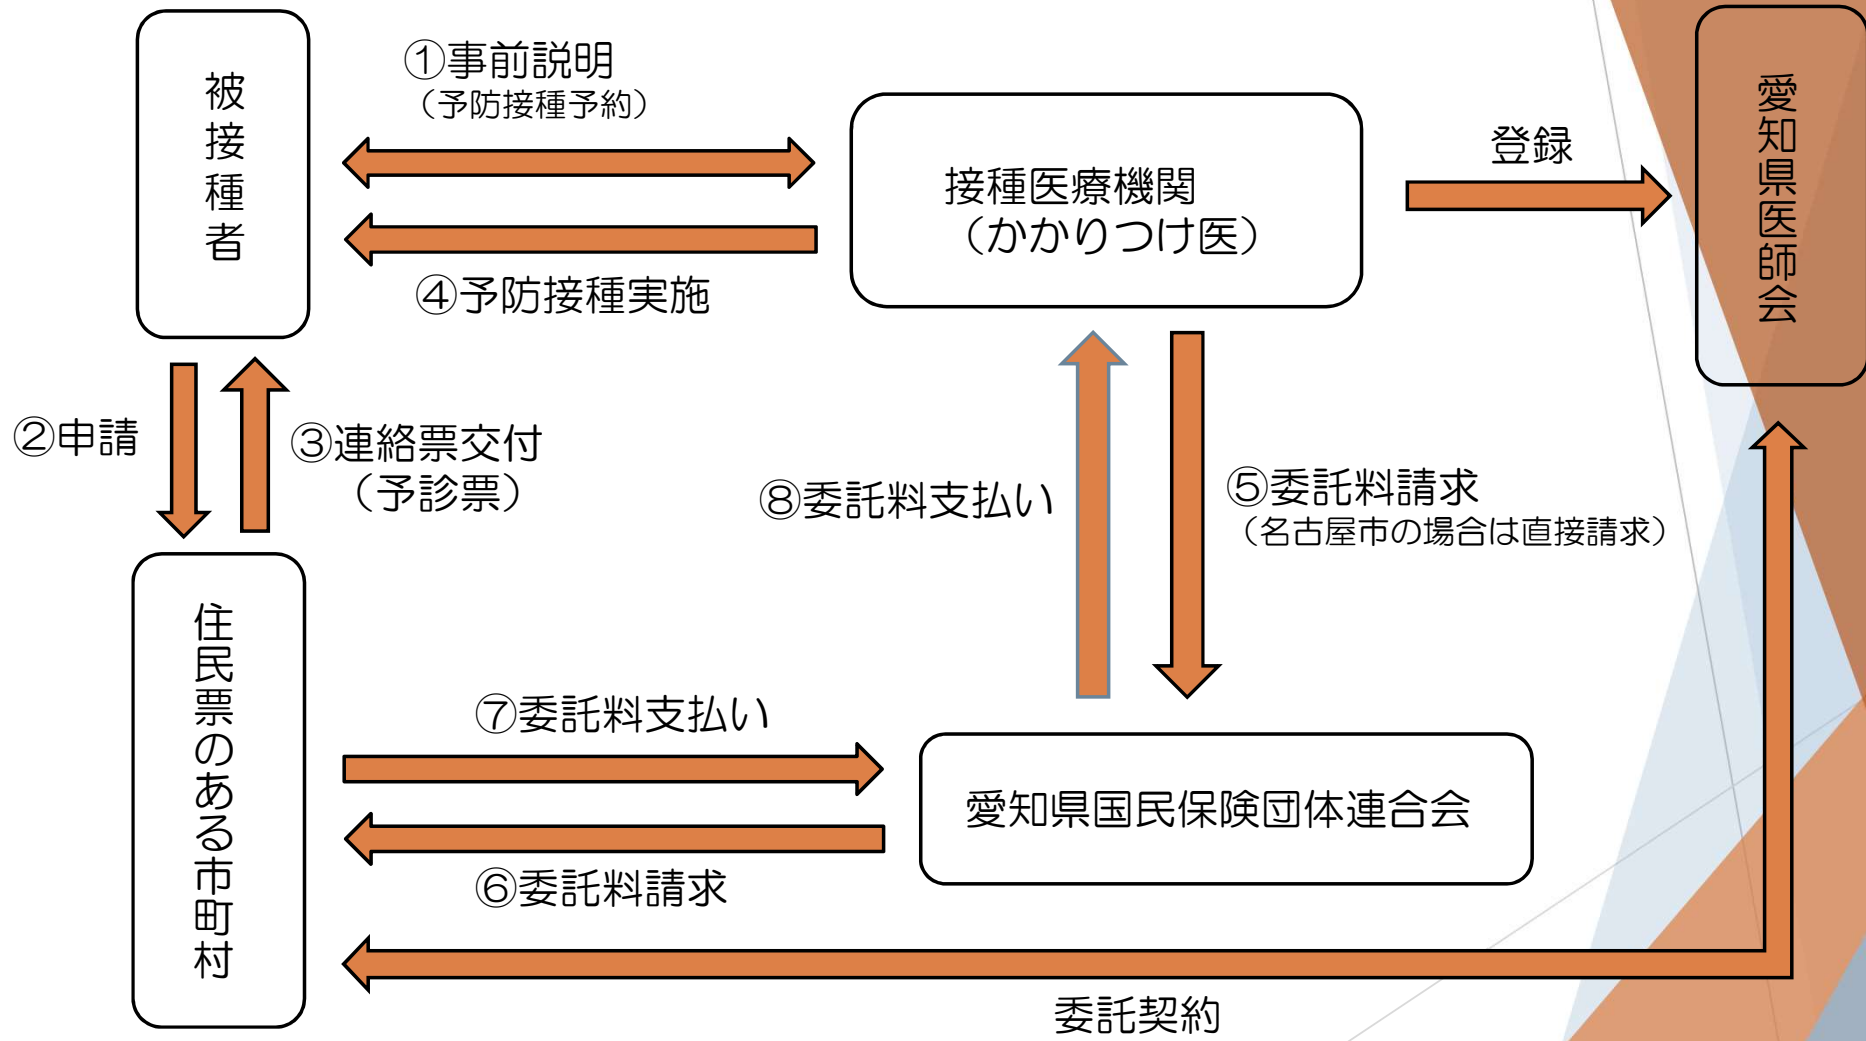 被接種者
①事前説明
（予防接種予約）
接種医療機関
（かかりつけ医）
登録
愛知県医師会
④予防接種実施
②申請
③連絡票交付
（予診票）
⑧委託料支払い
⑤委託料請求
（名古屋市の場合は直接請求）
住民票のある市町村
⑦委託料支払い
愛知県国民保険団体連合会
⑥委託料請求
委託契約